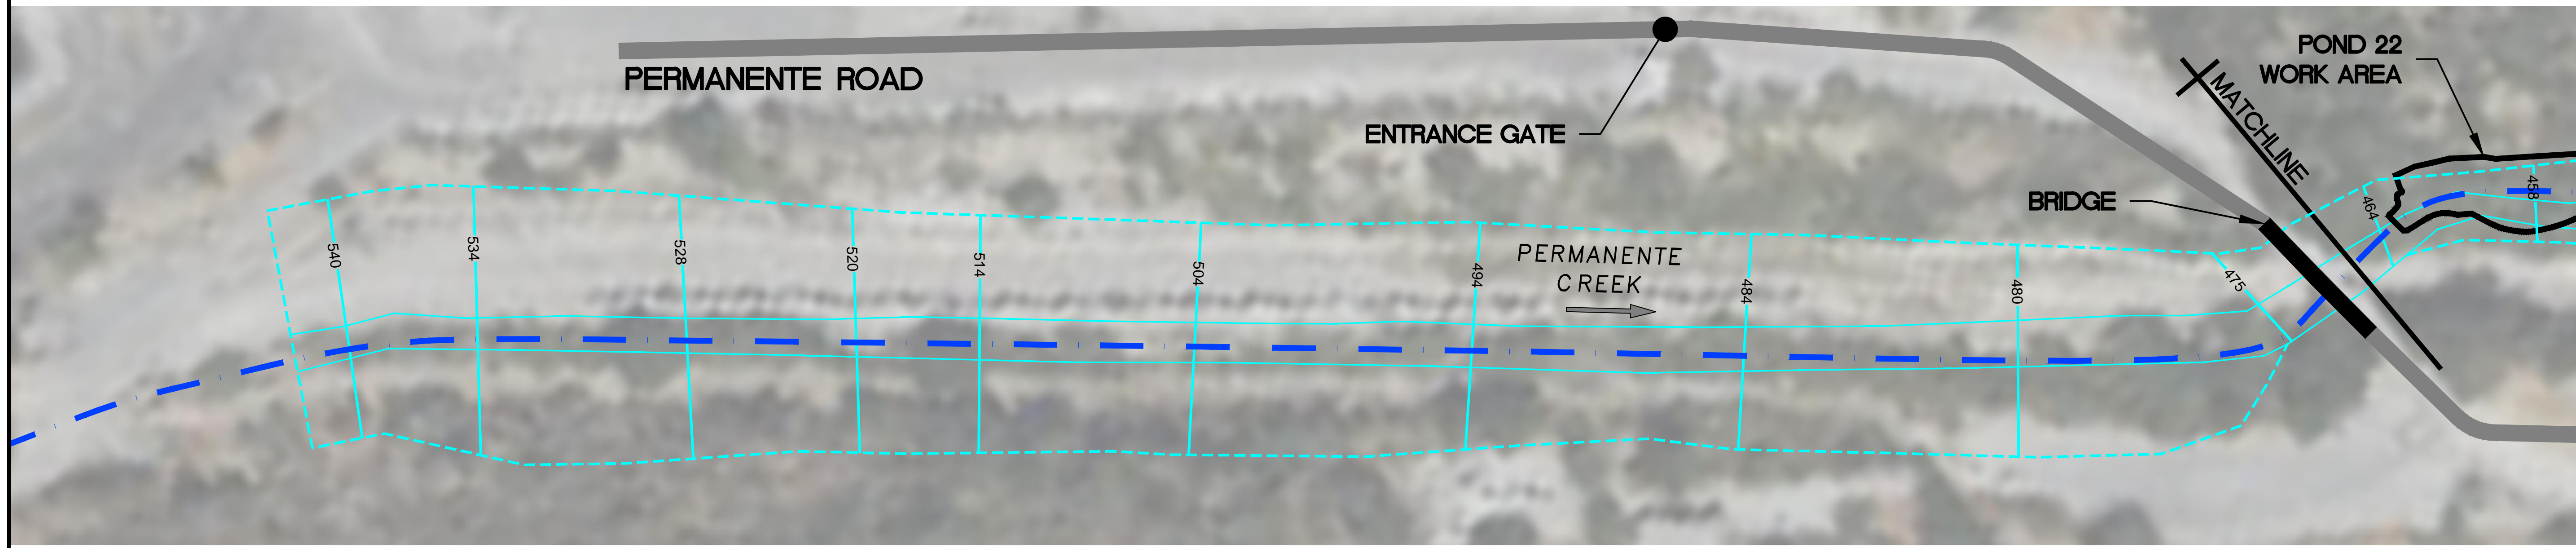 PERMANENTE ROAD
ENTRANCE GATE
POND 22
WORK AREA
MATCHLINE
BRIDGE
PERMANENTE
CREEK
540
534
528
520
514
504
494
484
480
475
464
458